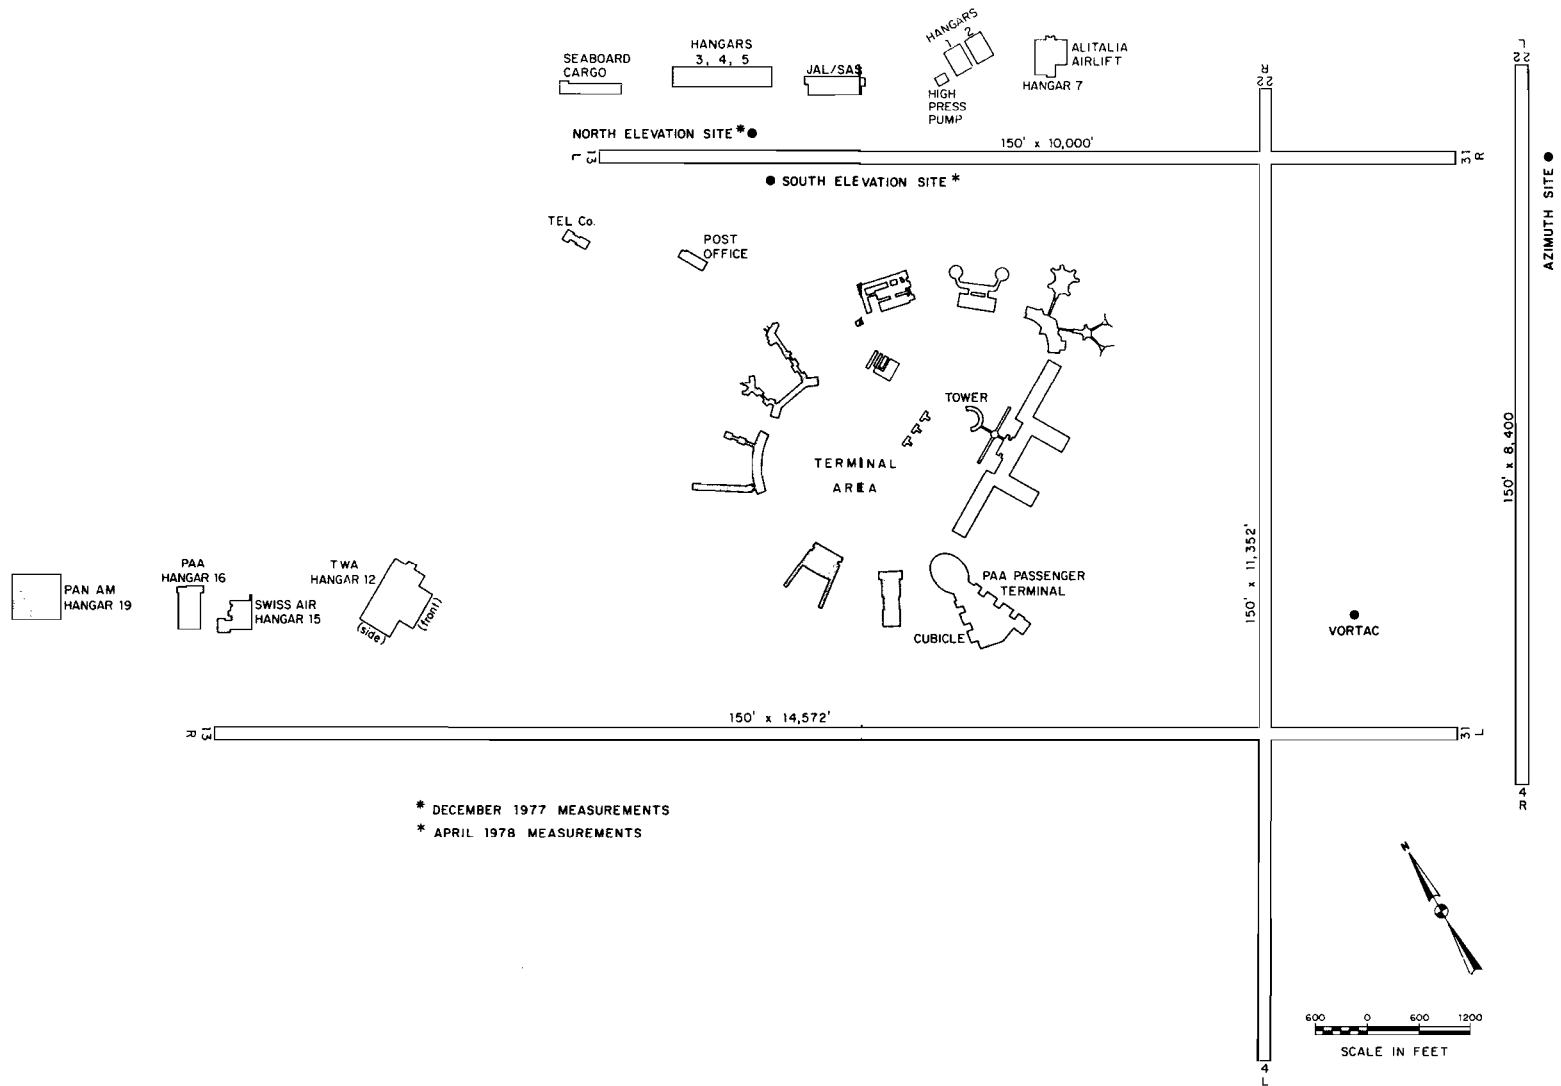 SEABOARD
CARGO
HANGARS
3, 4, 5
JAL/SAS
HANGARS
1 2
HIGH
PRESS
PUMP
ALITALIA
AIRLIFT
HANGAR 7
22
R
22
L
NORTH ELEVATION SITE *
150' x 10,000'
13
L
31
R
SOUTH ELEVATION SITE *
AZIMUTH SITE
TEL Co.
POST
OFFICE
TOWER
TERMINAL
AREA
150' x 8,400
150' x 11,352'
PAN AM
HANGAR 19
PAA
HANGAR 16
SWISS AIR
HANGAR 15
TWA
HANGAR 12
(side)
(front)
PAA PASSENGER
TERMINAL
CUBICLE
VORTAC
150' x 14,572'
13
R
31
L
4
R
* DECEMBER 1977 MEASUREMENTS
* APRIL 1978 MEASUREMENTS
N
600 0 600 1200
SCALE IN FEET
4
L